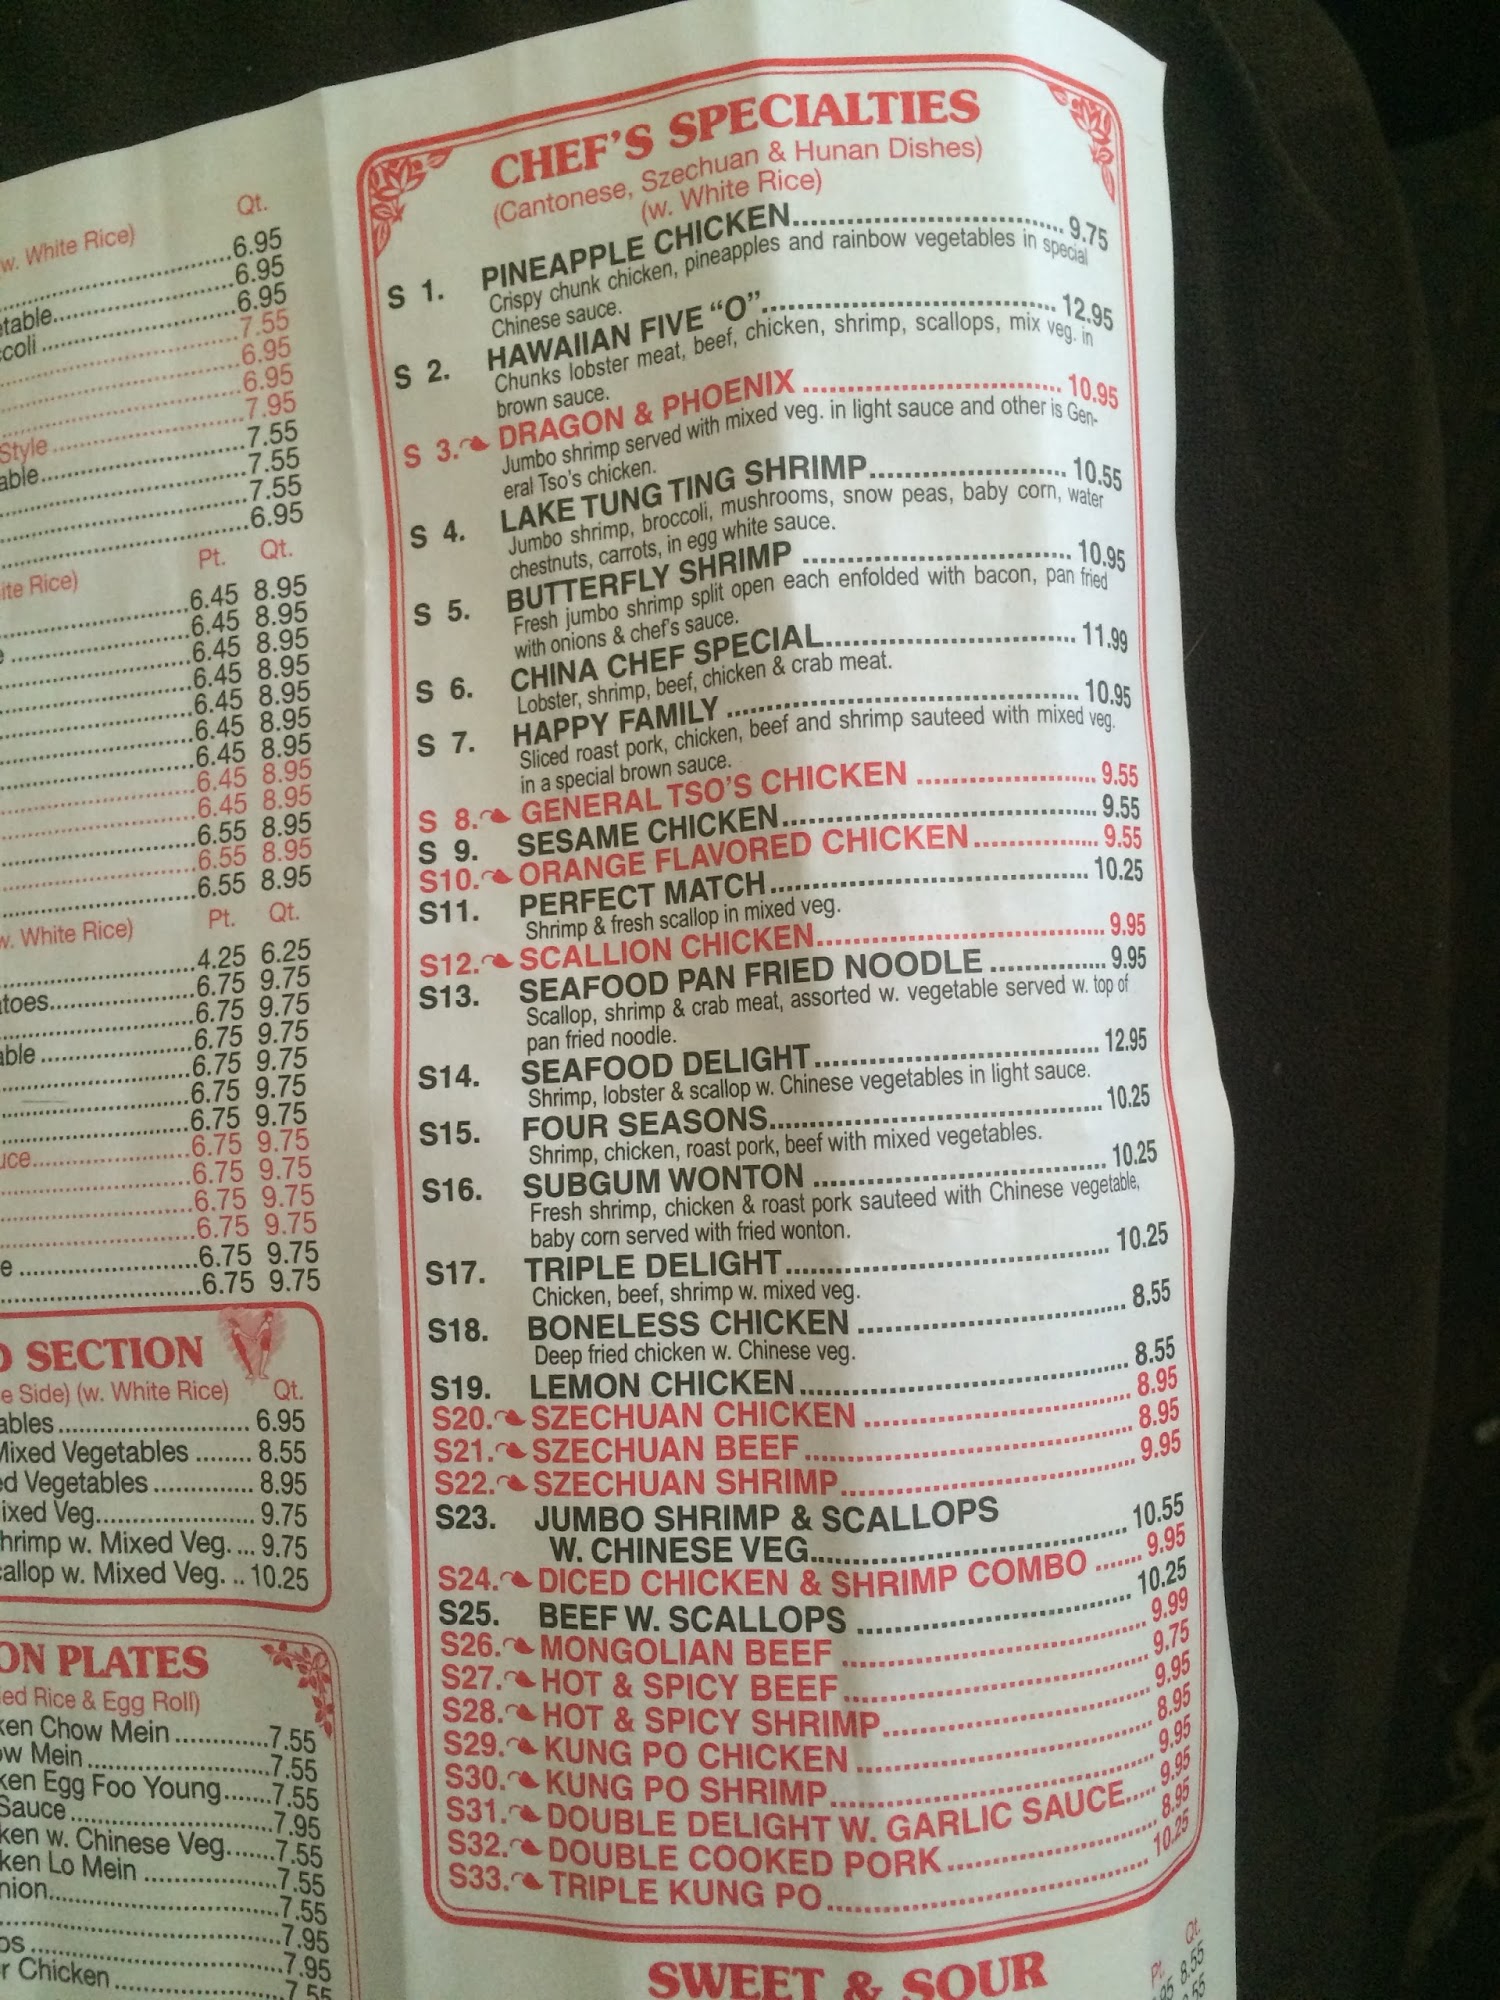 w. White Rice)
Qt.
6.95
etable 6.95
ccoli 6.95
7.55
6.95
6.95
Style 7.95
able 7.55
7.55
7.55
6.95
ite Rice) Pt. Qt.
6.45 8.95
6.45 8.95
6.45 8.95
6.45 8.95
6.45 8.95
6.45 8.95
6.45 8.95
6.45 8.95
6.45 8.95
6.55 8.95
6.55 8.95
6.55 8.95
w. White Rice) Pt. Qt.
4.25 6.25
toes 6.75 9.75
6.75 9.75
able 6.75 9.75
6.75 9.75
6.75 9.75
6.75 9.75
uce 6.75 9.75
6.75 9.75
6.75 9.75
6.75 9.75
e 6.75 9.75
6.75 9.75
SECTION
e Side) (w. White Rice) Qt.
ables 6.95
Mixed Vegetables 8.55
ed Vegetables 8.95
ixed Veg. 9.75
hrimp w. Mixed Veg. 9.75
callop w. Mixed Veg. 10.25
ON PLATES
ied Rice & Egg Roll)
ken Chow Mein 7.55
ow Mein 7.55
ken Egg Foo Young 7.55
Sauce 7.95
ken w. Chinese Veg. 7.55
ken Lo Mein 7.55
nion 7.55
7.95
os 7.95
r Chicken 7.55
CHEF'S SPECIALTIES
(Cantonese, Szechuan & Hunan Dishes)
(w. White Rice)
S 1. PINEAPPLE CHICKEN 9.75
Crispy chunk chicken, pineapples and rainbow vegetables in special
Chinese sauce.
S 2. HAWAIIAN FIVE "O" 12.95
Chunks lobster meat, beef, chicken, shrimp, scallops, mix veg. in
brown sauce.
S 3. DRAGON & PHOENIX 10.95
Jumbo shrimp served with mixed veg. in light sauce and other is Gen-
eral Tso's chicken.
S 4. LAKE TUNG TING SHRIMP 10.55
Jumbo shrimp, broccoli, mushrooms, snow peas, baby corn, water
chestnuts, carrots, in egg white sauce.
S 5. BUTTERFLY SHRIMP 10.95
Fresh jumbo shrimp split open each enfolded with bacon, pan fried
with onions & chef's sauce.
S 6. CHINA CHEF SPECIAL 11.99
Lobster, shrimp, beef, chicken & crab meat.
S 7. HAPPY FAMILY 10.95
Sliced roast pork, chicken, beef and shrimp sauteed with mixed veg.
in a special brown sauce.
S 8. GENERAL TSO'S CHICKEN 9.55
S 9. SESAME CHICKEN 9.55
S10. ORANGE FLAVORED CHICKEN 9.55
S11. PERFECT MATCH 10.25
Shrimp & fresh scallop in mixed veg.
S12. SCALLION CHICKEN 9.95
S13. SEAFOOD PAN FRIED NOODLE 9.95
Scallop, shrimp & crab meat, assorted w. vegetable served w. top of
pan fried noodle.
S14. SEAFOOD DELIGHT 12.95
Shrimp, lobster & scallop w. Chinese vegetables in light sauce.
S15. FOUR SEASONS 10.25
Shrimp, chicken, roast pork, beef with mixed vegetables.
S16. SUBGUM WONTON 10.25
Fresh shrimp, chicken & roast pork sauteed with Chinese vegetable,
baby corn served with fried wonton.
S17. TRIPLE DELIGHT 10.25
Chicken, beef, shrimp w. mixed veg.
S18. BONELESS CHICKEN 8.55
Deep fried chicken w. Chinese veg.
S19. LEMON CHICKEN 8.55
S20. SZECHUAN CHICKEN 8.95
S21. SZECHUAN BEEF 8.95
S22. SZECHUAN SHRIMP 9.95
S23. JUMBO SHRIMP & SCALLOPS
W. CHINESE VEG. 10.55
S24. DICED CHICKEN & SHRIMP COMBO 9.95
S25. BEEF W. SCALLOPS 10.25
S26. MONGOLIAN BEEF 9.99
S27. HOT & SPICY BEEF 9.75
S28. HOT & SPICY SHRIMP 9.95
S29. KUNG PO CHICKEN 8.95
S30. KUNG PO SHRIMP 9.95
S31. DOUBLE DELIGHT W. GARLIC SAUCE 9.95
S32. DOUBLE COOKED PORK 8.95
S33. TRIPLE KUNG PO 10.25
SWEET & SOUR
Pt. Qt.
.95 8.55